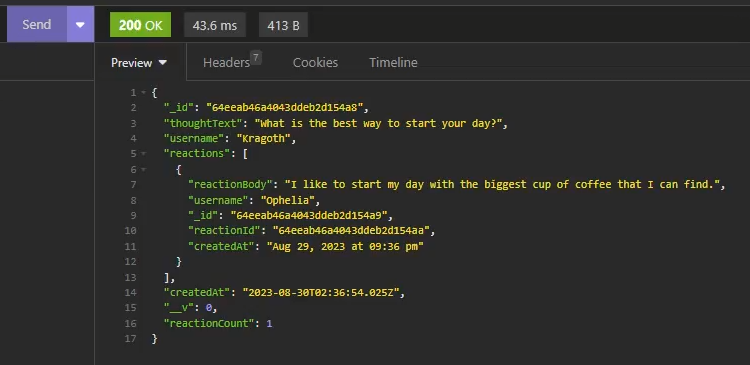 Send 200 OK 43.6 ms 413 B
Preview Headers 7 Cookies Timeline
1 {
2 "_id": "64eeab46a4043ddeb2d154a8",
3 "thoughtText": "What is the best way to start your day?",
4 "username": "Kragoth",
5 "reactions": [
6 {
7 "reactionBody": "I like to start my day with the biggest cup of coffee that I can find.",
8 "username": "Ophelia",
9 "_id": "64eeab46a4043ddeb2d154a9",
10 "reactionId": "64eeab46a4043ddeb2d154aa",
11 "createdAt": "Aug 29, 2023 at 09:36 pm"
12 }
13 ],
14 "createdAt": "2023-08-30T02:36:54.025Z",
15 "__v": 0,
16 "reactionCount": 1
17 }